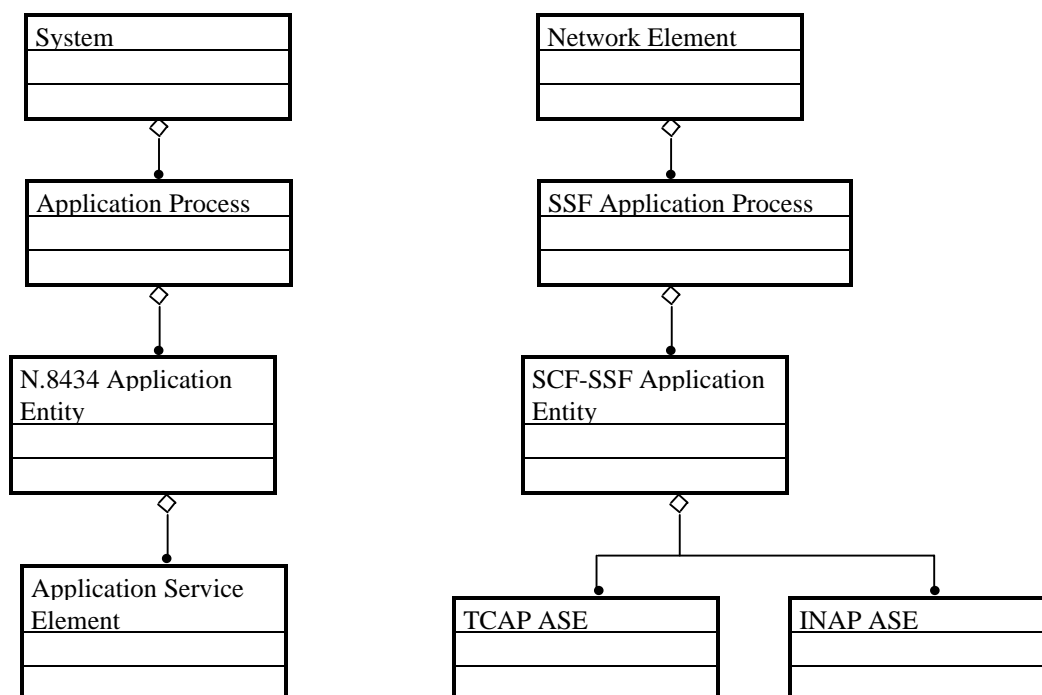 System
Network Element
Application Process
SSF Application Process
N.8434 Application
Entity
SCF-SSF Application
Entity
Application Service
Element
TCAP ASE
INAP ASE